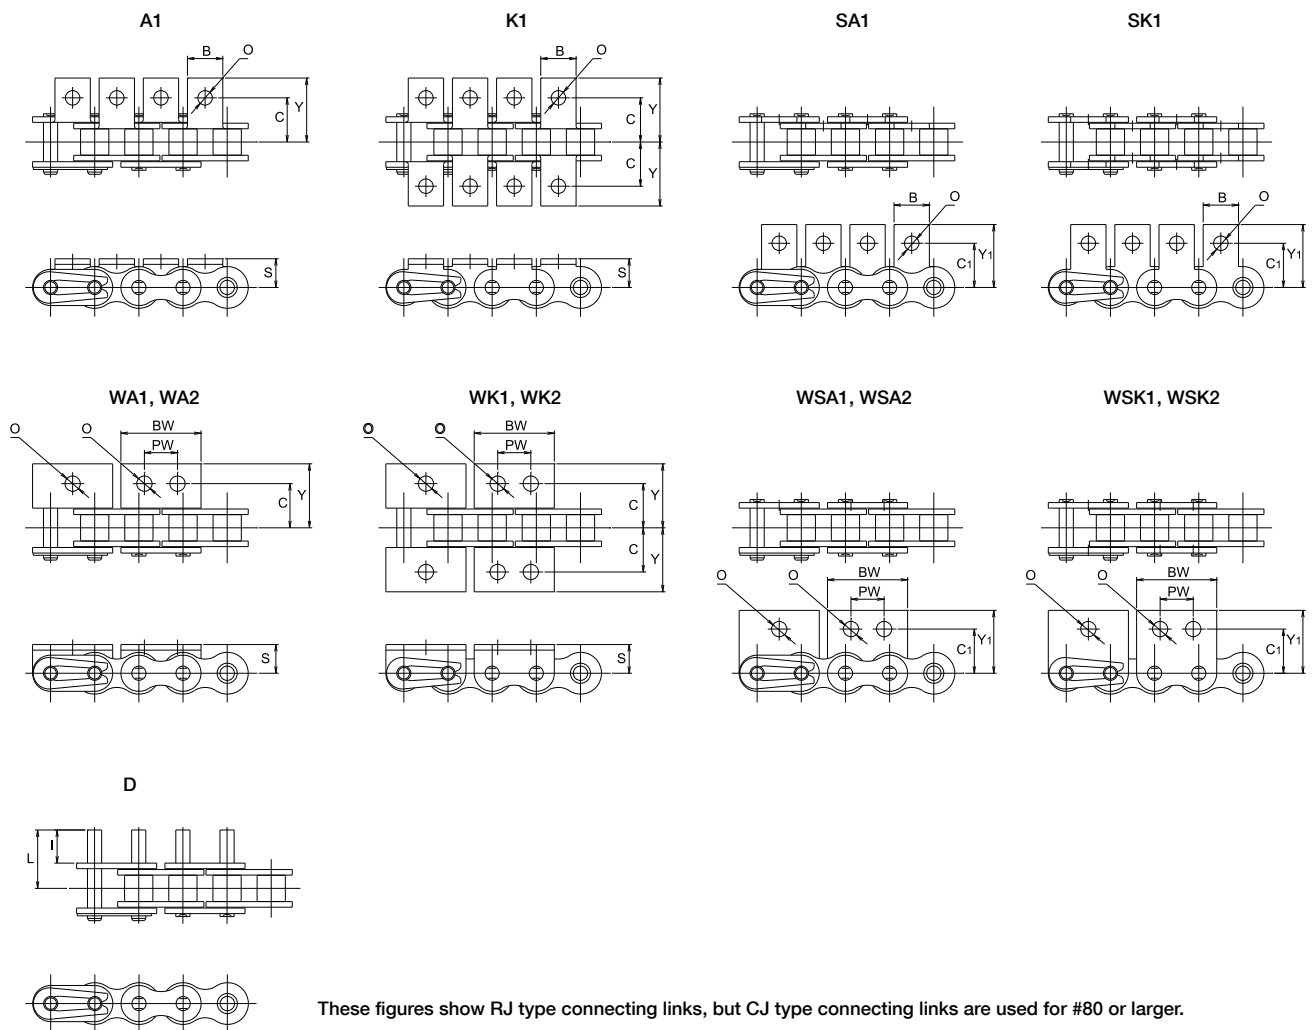 A1
K1
SA1
SK1
B
O
C
Y
B
O
C
Y
C
Y
S
S
B
O
C1
Y1
B
O
C1
Y1
WA1, WA2
WK1, WK2
WSA1, WSA2
WSK1, WSK2
O
O
BW
PW
C
Y
O
O
BW
PW
C
Y
C
Y
S
S
O
O
BW
PW
C1
Y1
O
O
BW
PW
C1
Y1
D
L
I
These figures show RJ type connecting links, but CJ type connecting links are used for #80 or larger.